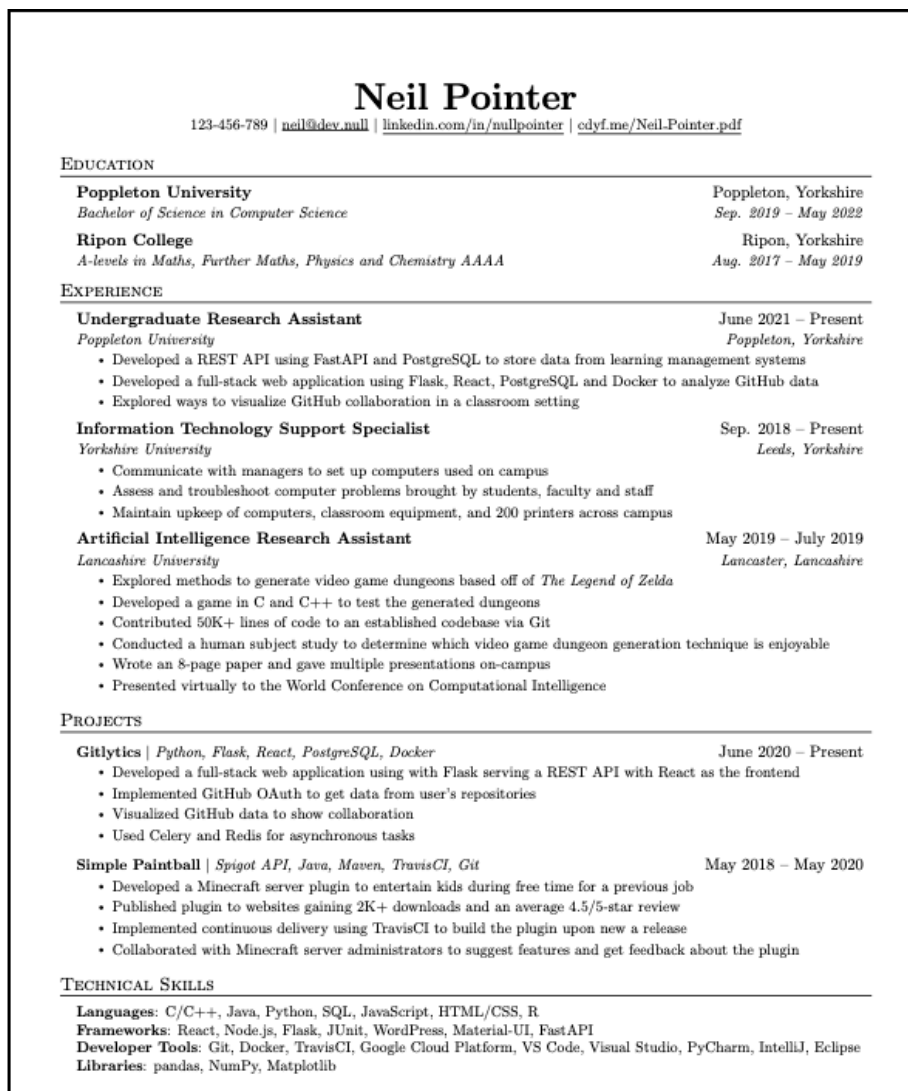 Neil Pointer
123-456-789 | neil@dev.null | linkedin.com/in/nullpointer | cdyf.me/Neil-Pointer.pdf
EDUCATION
Poppleton University Poppleton, Yorkshire
Bachelor of Science in Computer Science Sep. 2019 – May 2022
Ripon College Ripon, Yorkshire
A-levels in Maths, Further Maths, Physics and Chemistry AAAA Aug. 2017 – May 2019
EXPERIENCE
Undergraduate Research Assistant June 2021 – Present
Poppleton University Poppleton, Yorkshire
• Developed a REST API using FastAPI and PostgreSQL to store data from learning management systems
• Developed a full-stack web application using Flask, React, PostgreSQL and Docker to analyze GitHub data
• Explored ways to visualize GitHub collaboration in a classroom setting
Information Technology Support Specialist Sep. 2018 – Present
Yorkshire University Leeds, Yorkshire
• Communicate with managers to set up computers used on campus
• Assess and troubleshoot computer problems brought by students, faculty and staff
• Maintain upkeep of computers, classroom equipment, and 200 printers across campus
Artificial Intelligence Research Assistant May 2019 – July 2019
Lancashire University Lancaster, Lancashire
• Explored methods to generate video game dungeons based off of The Legend of Zelda
• Developed a game in C and C++ to test the generated dungeons
• Contributed 50K+ lines of code to an established codebase via Git
• Conducted a human subject study to determine which video game dungeon generation technique is enjoyable
• Wrote an 8-page paper and gave multiple presentations on-campus
• Presented virtually to the World Conference on Computational Intelligence
PROJECTS
Gitlytics | Python, Flask, React, PostgreSQL, Docker June 2020 – Present
• Developed a full-stack web application using with Flask serving a REST API with React as the frontend
• Implemented GitHub OAuth to get data from user's repositories
• Visualized GitHub data to show collaboration
• Used Celery and Redis for asynchronous tasks
Simple Paintball | Spigot API, Java, Maven, TravisCI, Git May 2018 – May 2020
• Developed a Minecraft server plugin to entertain kids during free time for a previous job
• Published plugin to websites gaining 2K+ downloads and an average 4.5/5-star review
• Implemented continuous delivery using TravisCI to build the plugin upon new a release
• Collaborated with Minecraft server administrators to suggest features and get feedback about the plugin
TECHNICAL SKILLS
Languages: C/C++, Java, Python, SQL, JavaScript, HTML/CSS, R
Frameworks: React, Node.js, Flask, JUnit, WordPress, Material-UI, FastAPI
Developer Tools: Git, Docker, TravisCI, Google Cloud Platform, VS Code, Visual Studio, PyCharm, IntelliJ, Eclipse
Libraries: pandas, NumPy, Matplotlib